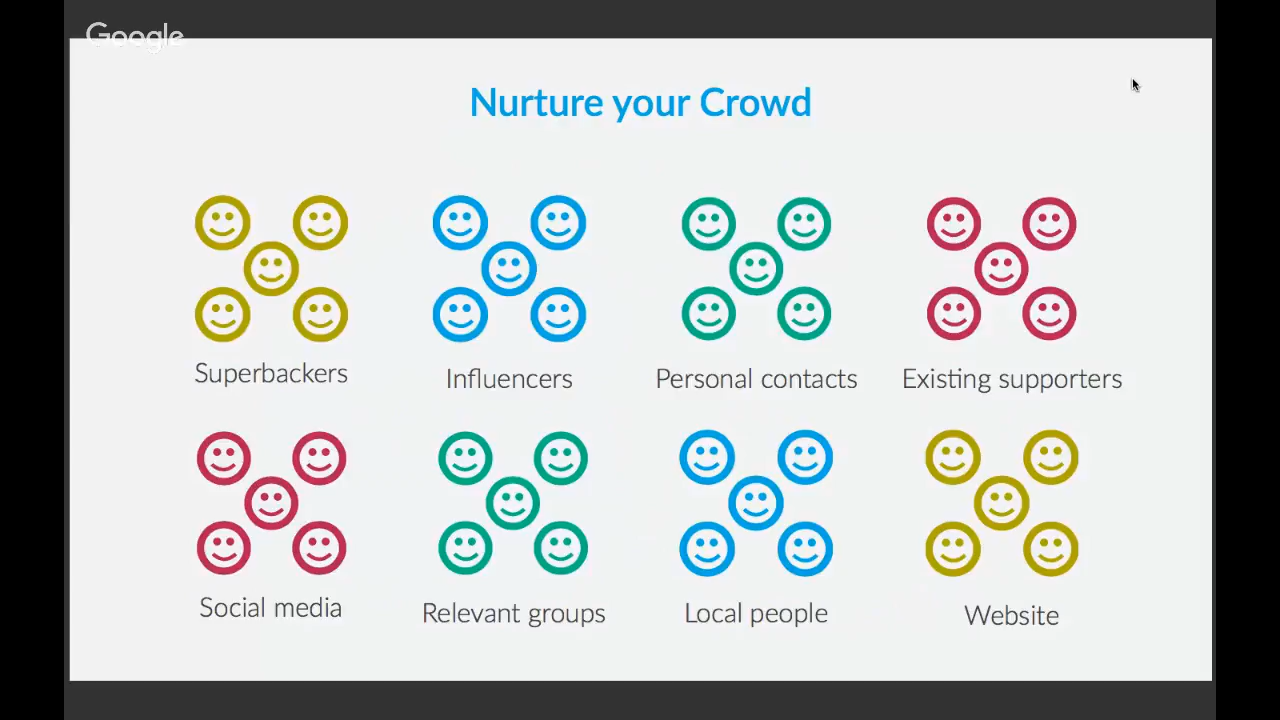 Google
Nurture your Crowd
Superbackers
Influencers
Personal contacts
Existing supporters
Social media
Relevant groups
Local people
Website